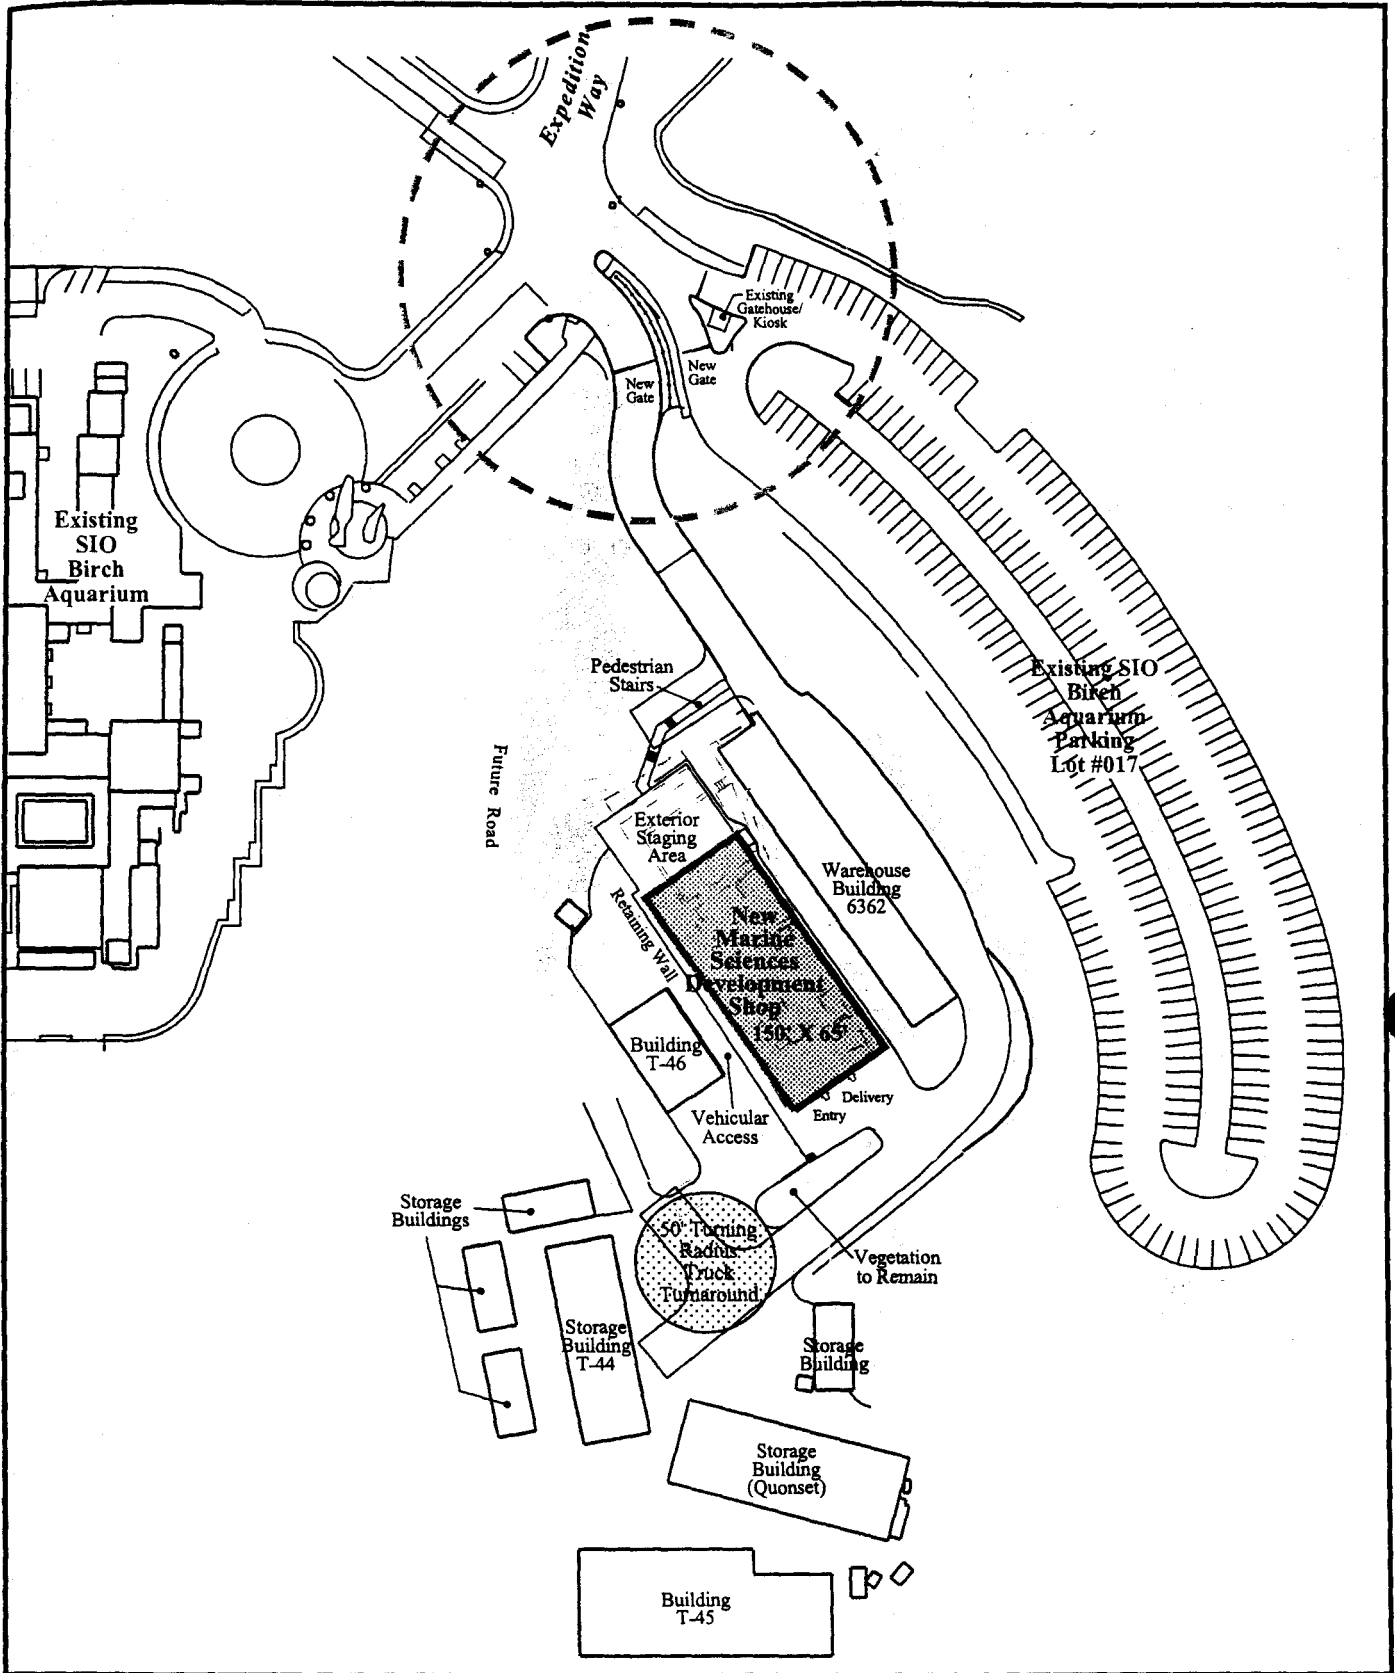 Expedition
Way
Existing
Gatehouse/
Kiosk
New
Gate
New
Gate
Existing
SIO
Birch
Aquarium
Pedestrian
Stairs
Existing SIO
Birch
Aquarium
Parking
Lot #017
Future Road
Exterior
Staging
Area
Warehouse
Building
6362
Retaining Wall
New
Marine
Sciences
Development
Shop
150' X 65'
Building
T-46
Delivery
Entry
Vehicular
Access
Storage
Buildings
50' Turning
Radius
Truck
Turnaround
Vegetation
to Remain
Storage
Building
T-44
Storage
Building
Storage
Building
(Quonset)
Building
T-45